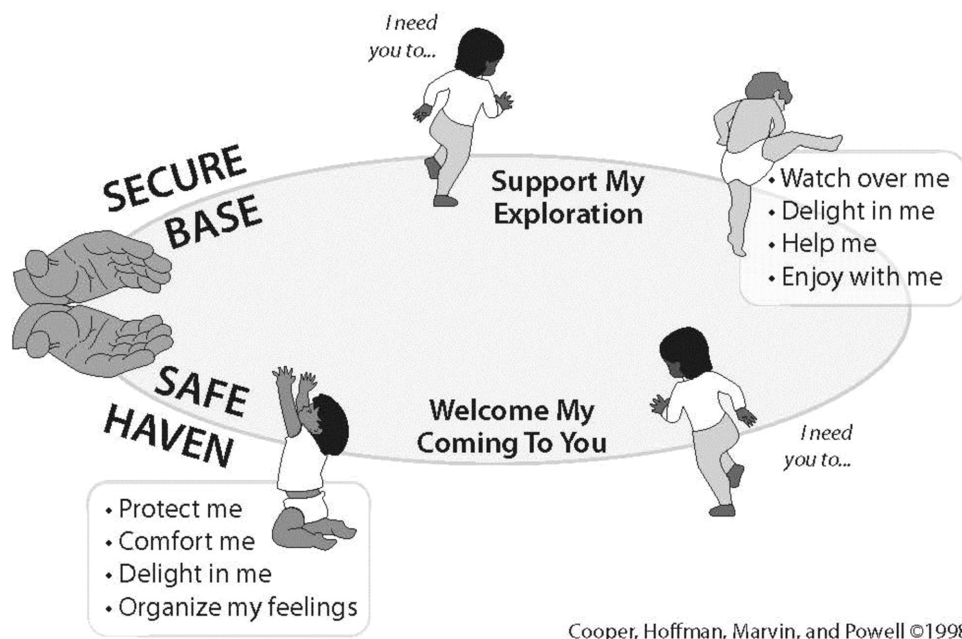 I need
you to...
SECURE
BASE
Support My
Exploration
• Watch over me
• Delight in me
• Help me
• Enjoy with me
SAFE
HAVEN
Welcome My
Coming To You
I need
you to...
• Protect me
• Comfort me
• Delight in me
• Organize my feelings
Cooper, Hoffman, Marvin, and Powell ©1998